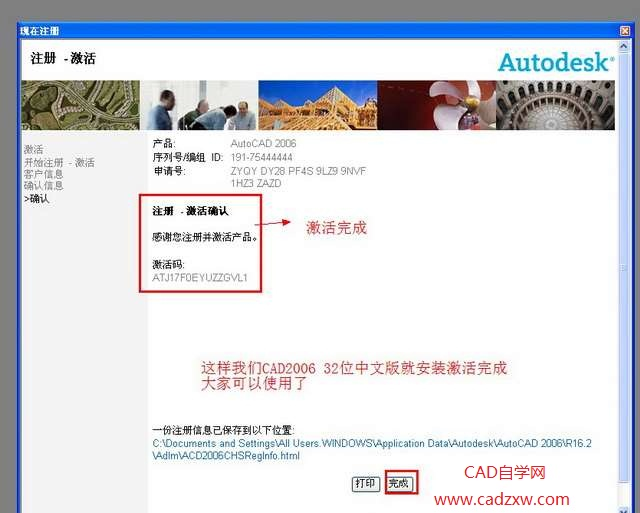 现在注册
注册 - 激活
Autodesk®
激活
开始注册 - 激活
客户信息
确认信息
>确认
产品: AutoCAD 2006
序列号/编组 ID: 191-75444444
申请号: ZYQY DY28 PF4S 9LZ9 9NVF
1HZ3 ZAZD
注册 - 激活确认
感谢您注册并激活产品。
激活完成
激活码:
ATJ17F0EYUZZGVL1
这样我们CAD2006 32位中文版就安装激活完成
大家可以使用了
一份注册信息已保存到以下位置:
C:\Documents and Settings\All Users.WINDOWS\Application Data\Autodesk\AutoCAD 2006\R16.2
\Adlm\ACD2006CHSRegInfo.html
打印 完成
CAD自学网
www.cadzxw.com